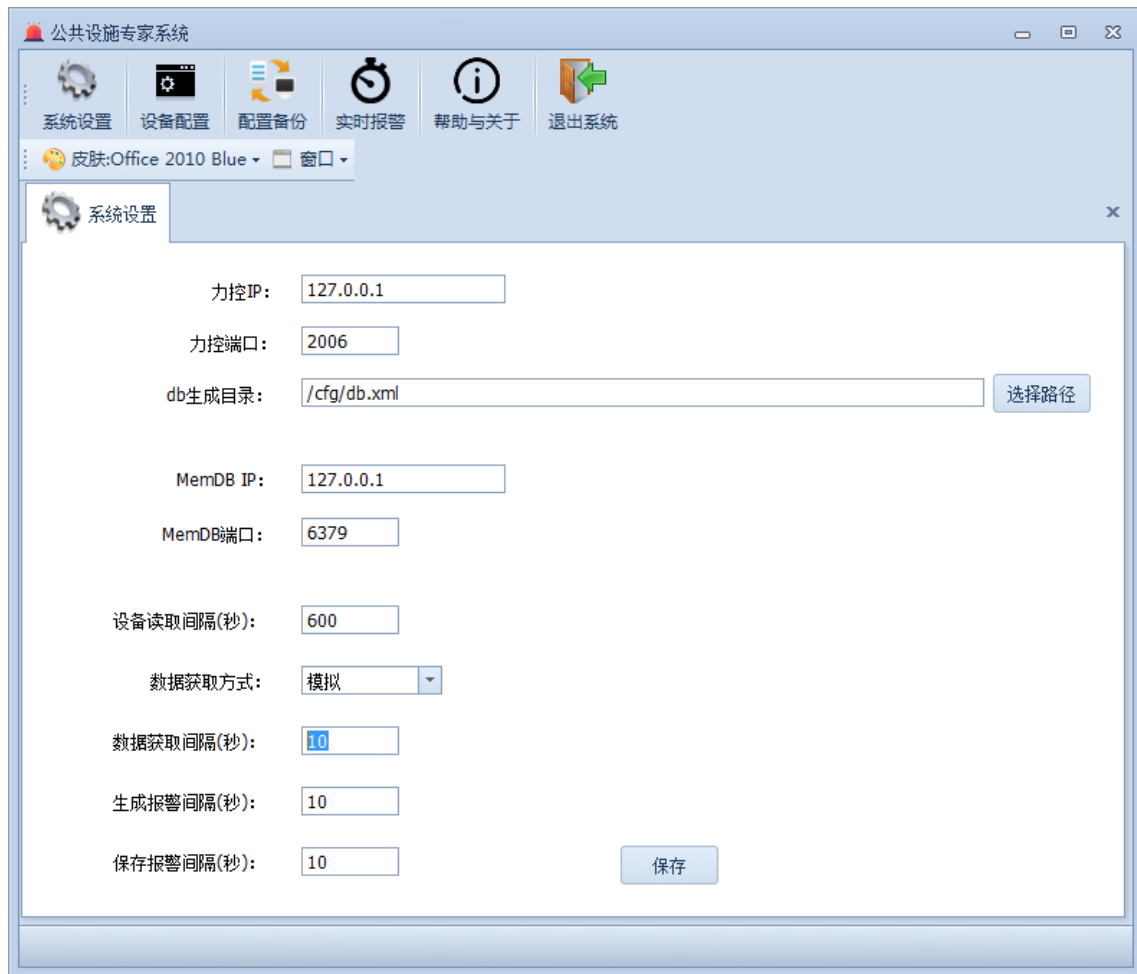 公共设施专家系统
系统设置 设备配置 配置备份 实时报警 帮助与关于 退出系统
皮肤:Office 2010 Blue 窗口
系统设置
力控IP: 127.0.0.1
力控端口: 2006
db生成目录: /cfg/db.xml 选择路径
MemDB IP: 127.0.0.1
MemDB端口: 6379
设备读取间隔(秒): 600
数据获取方式: 模拟
数据获取间隔(秒): 10
生成报警间隔(秒): 10
保存报警间隔(秒): 10 保存